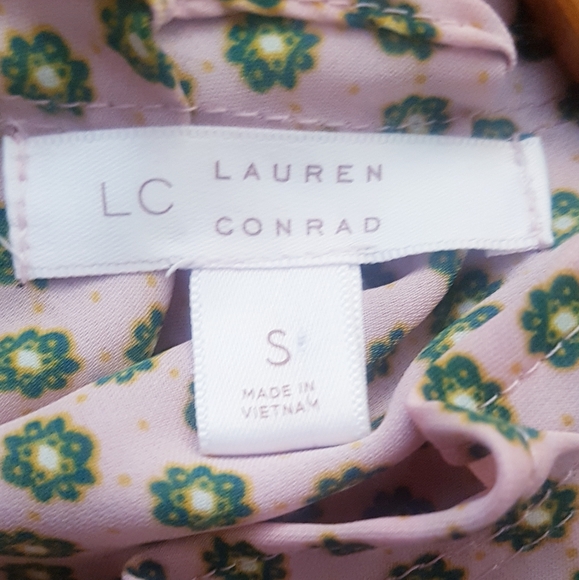 LC
LAUREN
CONRAD
S
MADE IN
VIETNAM